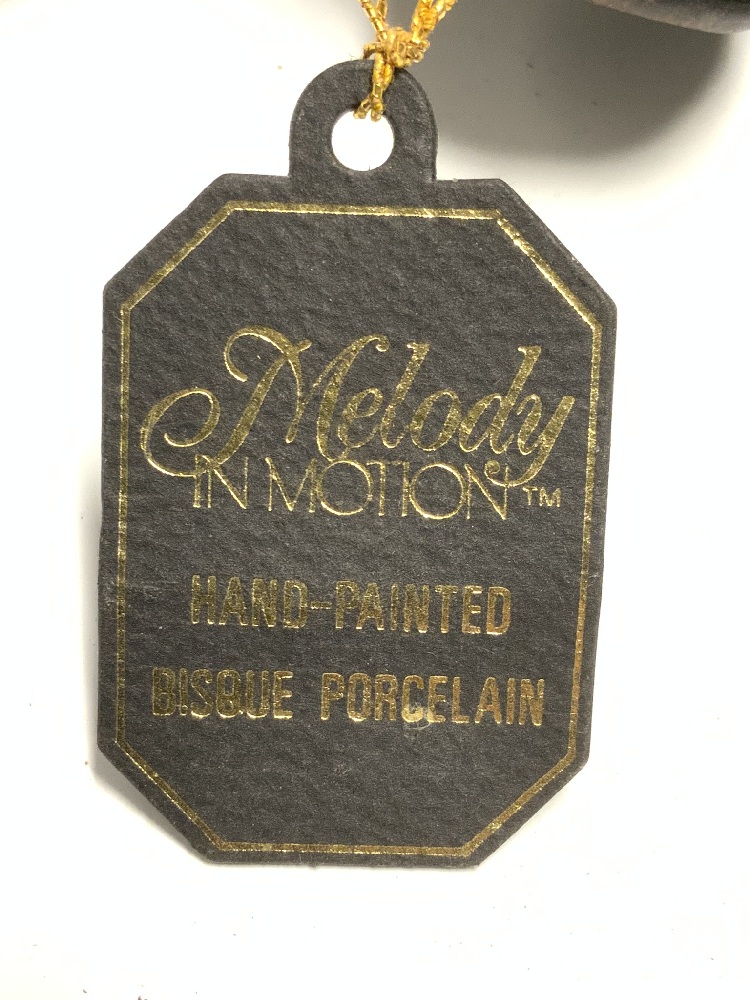 Melody
IN MOTION™
HAND-PAINTED
BISQUE PORCELAIN